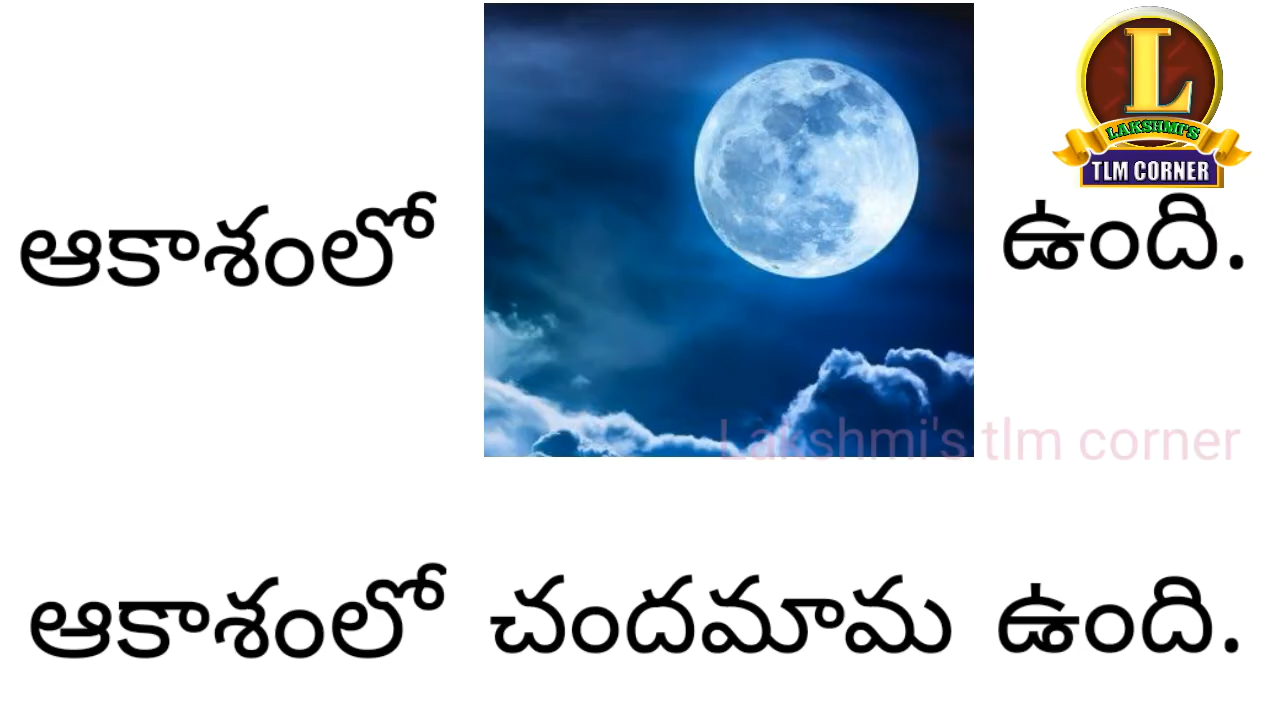 L
LAKSHMI'S
TLM CORNER
ఆకాశంలో ఉంది.
Lakshmi's tlm corner
ఆకాశంలో చందమామ ఉంది.